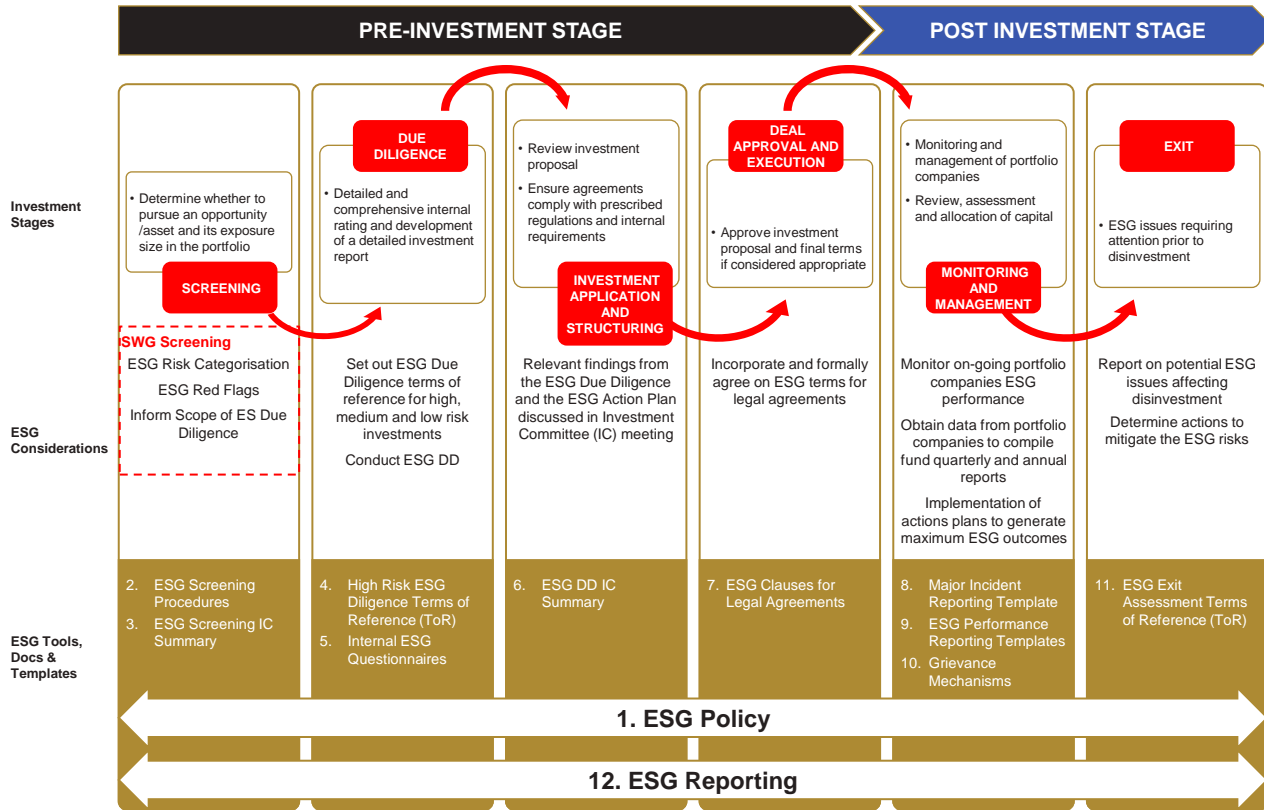 PRE-INVESTMENT STAGE
POST INVESTMENT STAGE
Investment
Stages
• Determine whether to
pursue an opportunity
/asset and its exposure
size in the portfolio
SCREENING
DUE
DILIGENCE
• Detailed and
comprehensive internal
rating and development
of a detailed investment
report
• Review investment
proposal
• Ensure agreements
comply with prescribed
regulations and internal
requirements
INVESTMENT
APPLICATION
AND
STRUCTURING
DEAL
APPROVAL AND
EXECUTION
• Approve investment
proposal and final terms
if considered appropriate
• Monitoring and
management of portfolio
companies
• Review, assessment
and allocation of capital
MONITORING
AND
MANAGEMENT
EXIT
• ESG issues requiring
attention prior to
disinvestment
ESG
Considerations
SWG Screening
ESG Risk Categorisation
ESG Red Flags
Inform Scope of ES Due
Diligence
Set out ESG Due
Diligence terms of
reference for high,
medium and low risk
investments
Conduct ESG DD
Relevant findings from
the ESG Due Diligence
and the ESG Action Plan
discussed in Investment
Committee (IC) meeting
Incorporate and formally
agree on ESG terms for
legal agreements
Monitor on-going portfolio
companies ESG
performance
Obtain data from portfolio
companies to compile
fund quarterly and annual
reports
Implementation of
actions plans to generate
maximum ESG outcomes
Report on potential ESG
issues affecting
disinvestment
Determine actions to
mitigate the ESG risks
ESG Tools,
Docs &
Templates
2. ESG Screening
Procedures
3. ESG Screening IC
Summary
4. High Risk ESG
Diligence Terms of
Reference (ToR)
5. Internal ESG
Questionnaires
6. ESG DD IC
Summary
7. ESG Clauses for
Legal Agreements
8. Major Incident
Reporting Template
9. ESG Performance
Reporting Templates
10. Grievance
Mechanisms
11. ESG Exit
Assessment Terms
of Reference (ToR)
1. ESG Policy
12. ESG Reporting